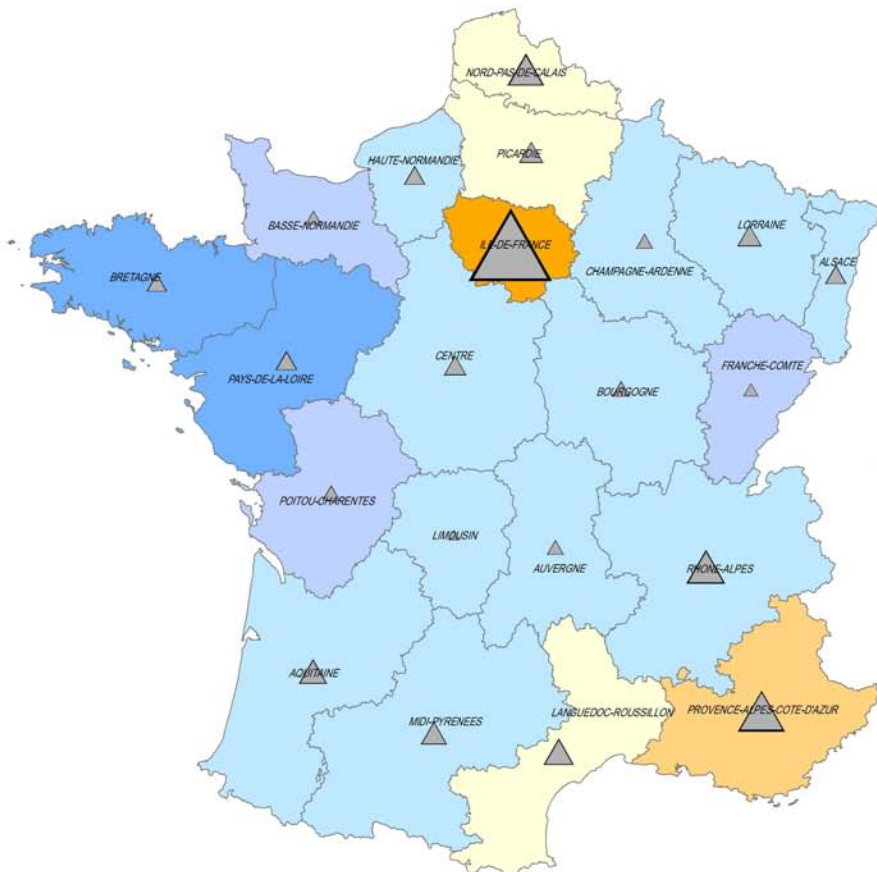 NORD-PAS-DE-CALAIS
PICARDIE
HAUTE-NORMANDIE
BASSE-NORMANDIE
ILE-DE-FRANCE
LORRAINE
CHAMPAGNE-ARDENNE
ALSACE
BRETAGNE
CENTRE
FRANCHE-COMTE
PAYS-DE-LA-LOIRE
BOURGOGNE
POITOU-CHARENTES
LIMOUSIN
AUVERGNE
RHONE-ALPES
AQUITAINE
LANGUEDOC-ROUSSILLON
PROVENCE-ALPES-COTE-D'AZUR
MIDI-PYRENEES